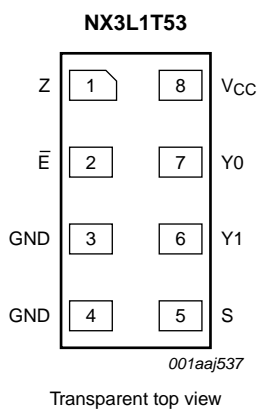 NX3L1T53
Z 1 8 VCC
E̅ 2 7 Y0
GND 3 6 Y1
GND 4 5 S
001aaj537
Transparent top view